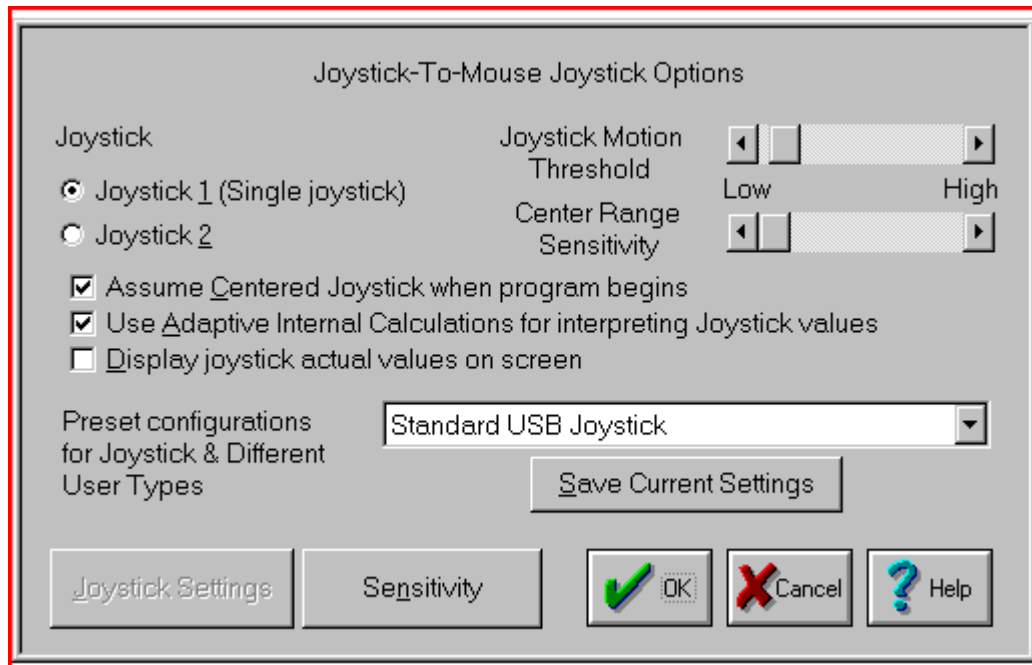 Joystick-To-Mouse Joystick Options
Joystick
Joystick 1 (Single joystick)
Joystick 2
Joystick Motion
Threshold
Low High
Center Range
Sensitivity
Assume Centered Joystick when program begins
Use Adaptive Internal Calculations for interpreting Joystick values
Display joystick actual values on screen
Preset configurations
for Joystick & Different
User Types
Standard USB Joystick
Save Current Settings
Joystick Settings
Sensitivity
OK
Cancel
Help